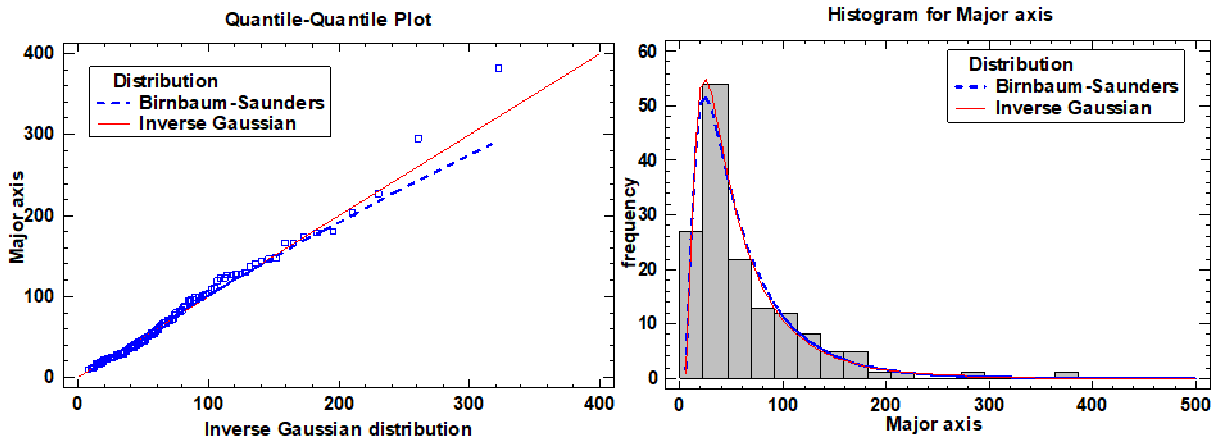 Quantile-Quantile Plot
Major axis
400
300
200
100
0
Distribution
Birnbaum-Saunders
Inverse Gaussian
0 100 200 300 400
Inverse Gaussian distribution
Histogram for Major axis
frequency
60
50
40
30
20
10
0
Distribution
Birnbaum-Saunders
Inverse Gaussian
0 100 200 300 400 500
Major axis